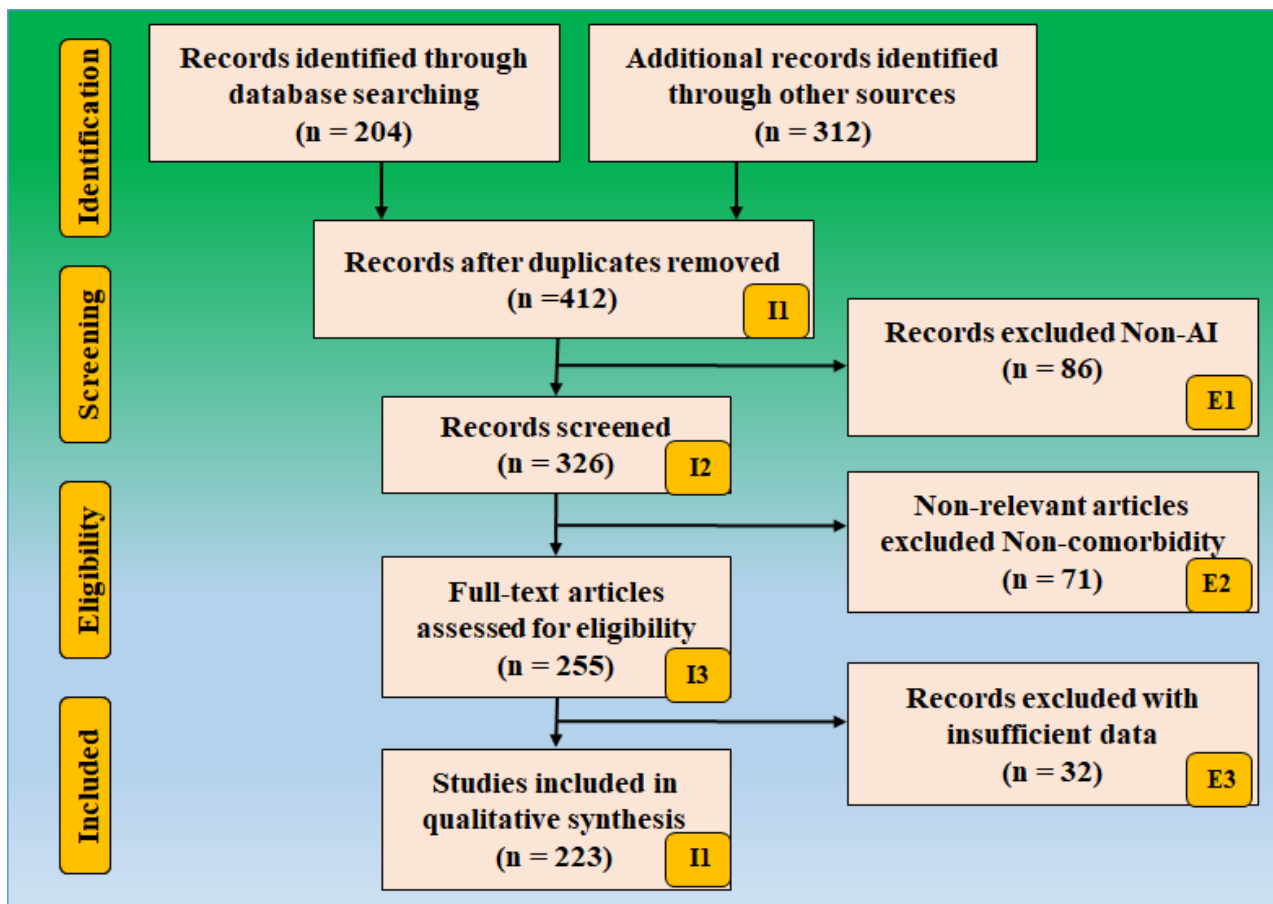 Identification
Records identified through
database searching
(n = 204)
Additional records identified
through other sources
(n = 312)
Records after duplicates removed
(n =412)
I1
Screening
Records excluded Non-AI
(n = 86)
E1
Records screened
(n = 326)
I2
Eligibility
Non-relevant articles
excluded Non-comorbidity
(n = 71)
E2
Full-text articles
assessed for eligibility
(n = 255)
I3
Included
Records excluded with
insufficient data
(n = 32)
E3
Studies included in
qualitative synthesis
(n = 223)
I1